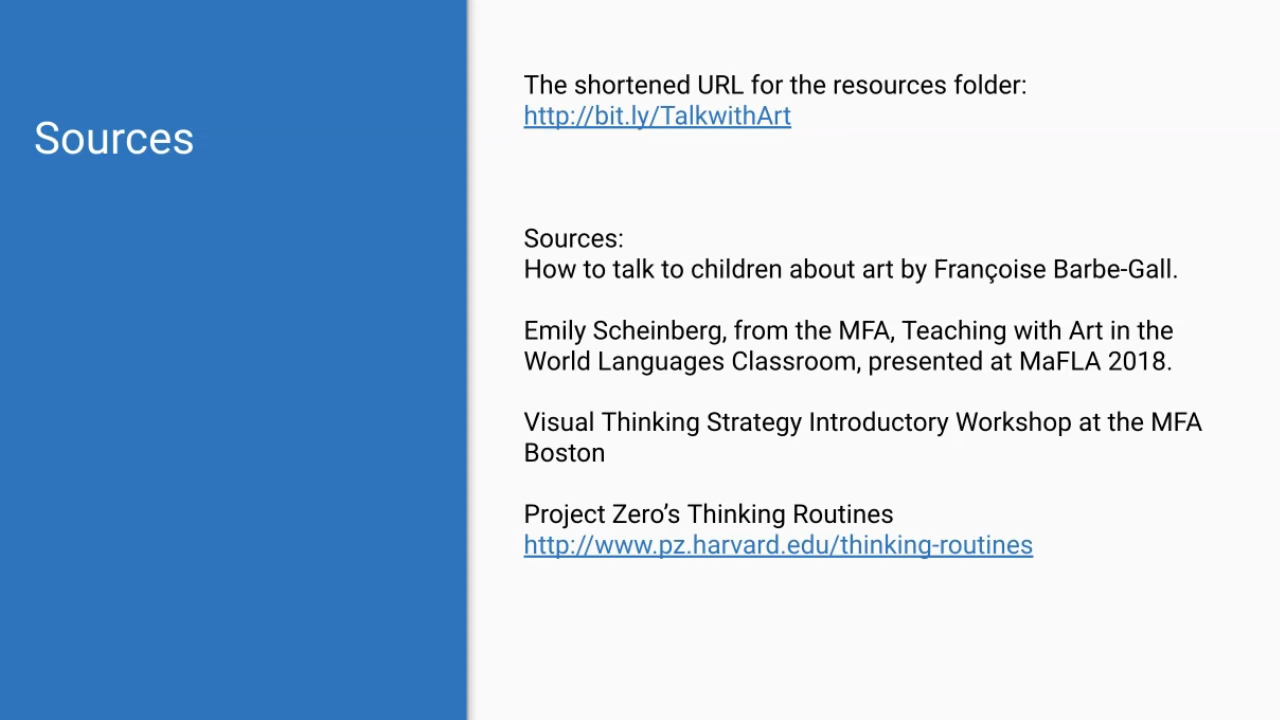 Sources
The shortened URL for the resources folder:
http://bit.ly/TalkwithArt
Sources:
How to talk to children about art by Françoise Barbe-Gall.
Emily Scheinberg, from the MFA, Teaching with Art in the
World Languages Classroom, presented at MaFLA 2018.
Visual Thinking Strategy Introductory Workshop at the MFA
Boston
Project Zero’s Thinking Routines
http://www.pz.harvard.edu/thinking-routines